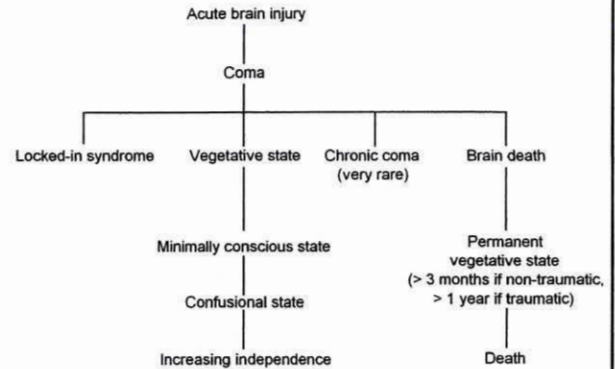 Acute brain injury
Coma
Locked-in syndrome
Vegetative state
Chronic coma
(very rare)
Brain death
Minimally conscious state
Permanent
vegetative state
(> 3 months if non-traumatic,
> 1 year if traumatic)
Confusional state
Increasing independence
Death